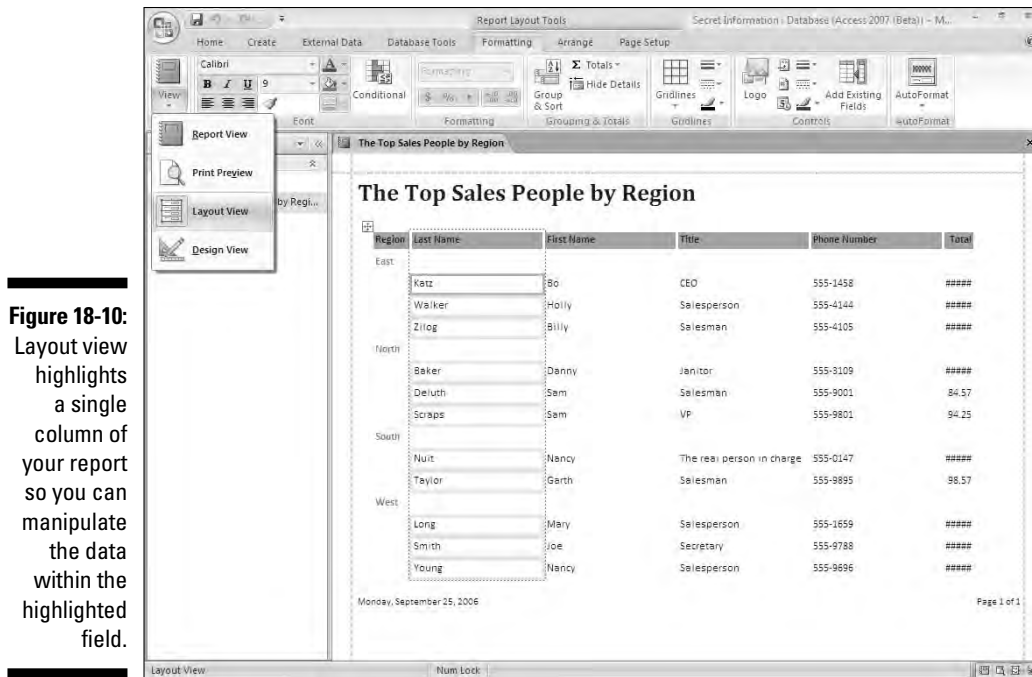 Report Layout Tools
Secret Information : Database (Access 2007 (Beta)) - M...
Home Create External Data Database Tools Formatting Arrange Page Setup
View
Calibri
B I U 9
Font
Conditional
Formatting
$ %
Formatting
Group & Sort
Σ Totals
Hide Details
Grouping & Totals
Gridlines
Gridlines
Logo
Add Existing Fields
Controls
AutoFormat
AutoFormat
Report View
Print Preview
Layout View
Design View
by Regi...
The Top Sales People by Region
The Top Sales People by Region
Region Last Name First Name Title Phone Number Total
East
Katz Bo CEO 555-1458 #####
Walker Holly Salesperson 555-4144 #####
Zilog Billy Salesman 555-4105 #####
North
Baker Danny Janitor 555-3109 #####
Deluth Sam Salesman 555-9001 84.57
Scraps Sam VP 555-9801 94.25
South
Nuit Nancy The real person in charge 555-0147 #####
Taylor Garth Salesman 555-9895 98.57
West
Long Mary Salesperson 555-1659 #####
Smith Joe Secretary 555-9788 #####
Young Nancy Salesperson 555-9696 #####
Monday, September 25, 2006 Page 1 of 1
Layout View Num Lock
Figure 18-10:
Layout view
highlights
a single
column of
your report
so you can
manipulate
the data
within the
highlighted
field.